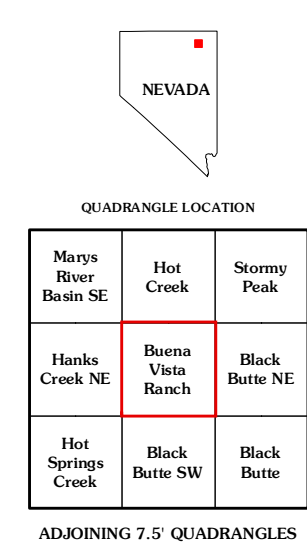 NEVADA
QUADRANGLE LOCATION
Marys
River
Basin SE
Hot
Creek
Stormy
Peak
Hanks
Creek NE
Buena
Vista
Ranch
Black
Butte NE
Hot
Springs
Creek
Black
Butte SW
Black
Butte
ADJOINING 7.5' QUADRANGLES